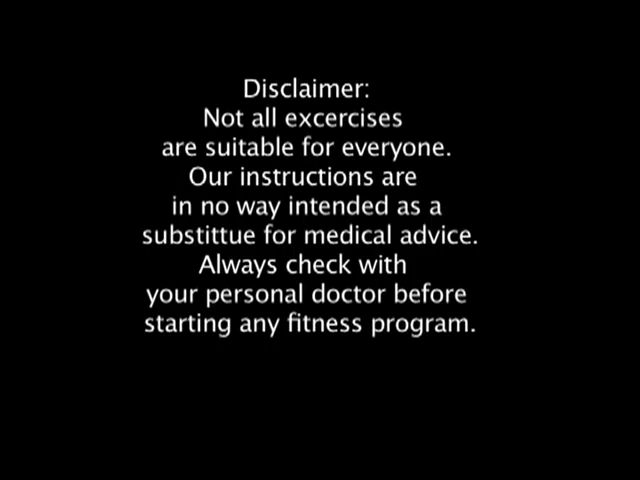 Disclaimer:
Not all excercises
are suitable for everyone.
Our instructions are
in no way intended as a
substittue for medical advice.
Always check with
your personal doctor before
starting any fitness program.